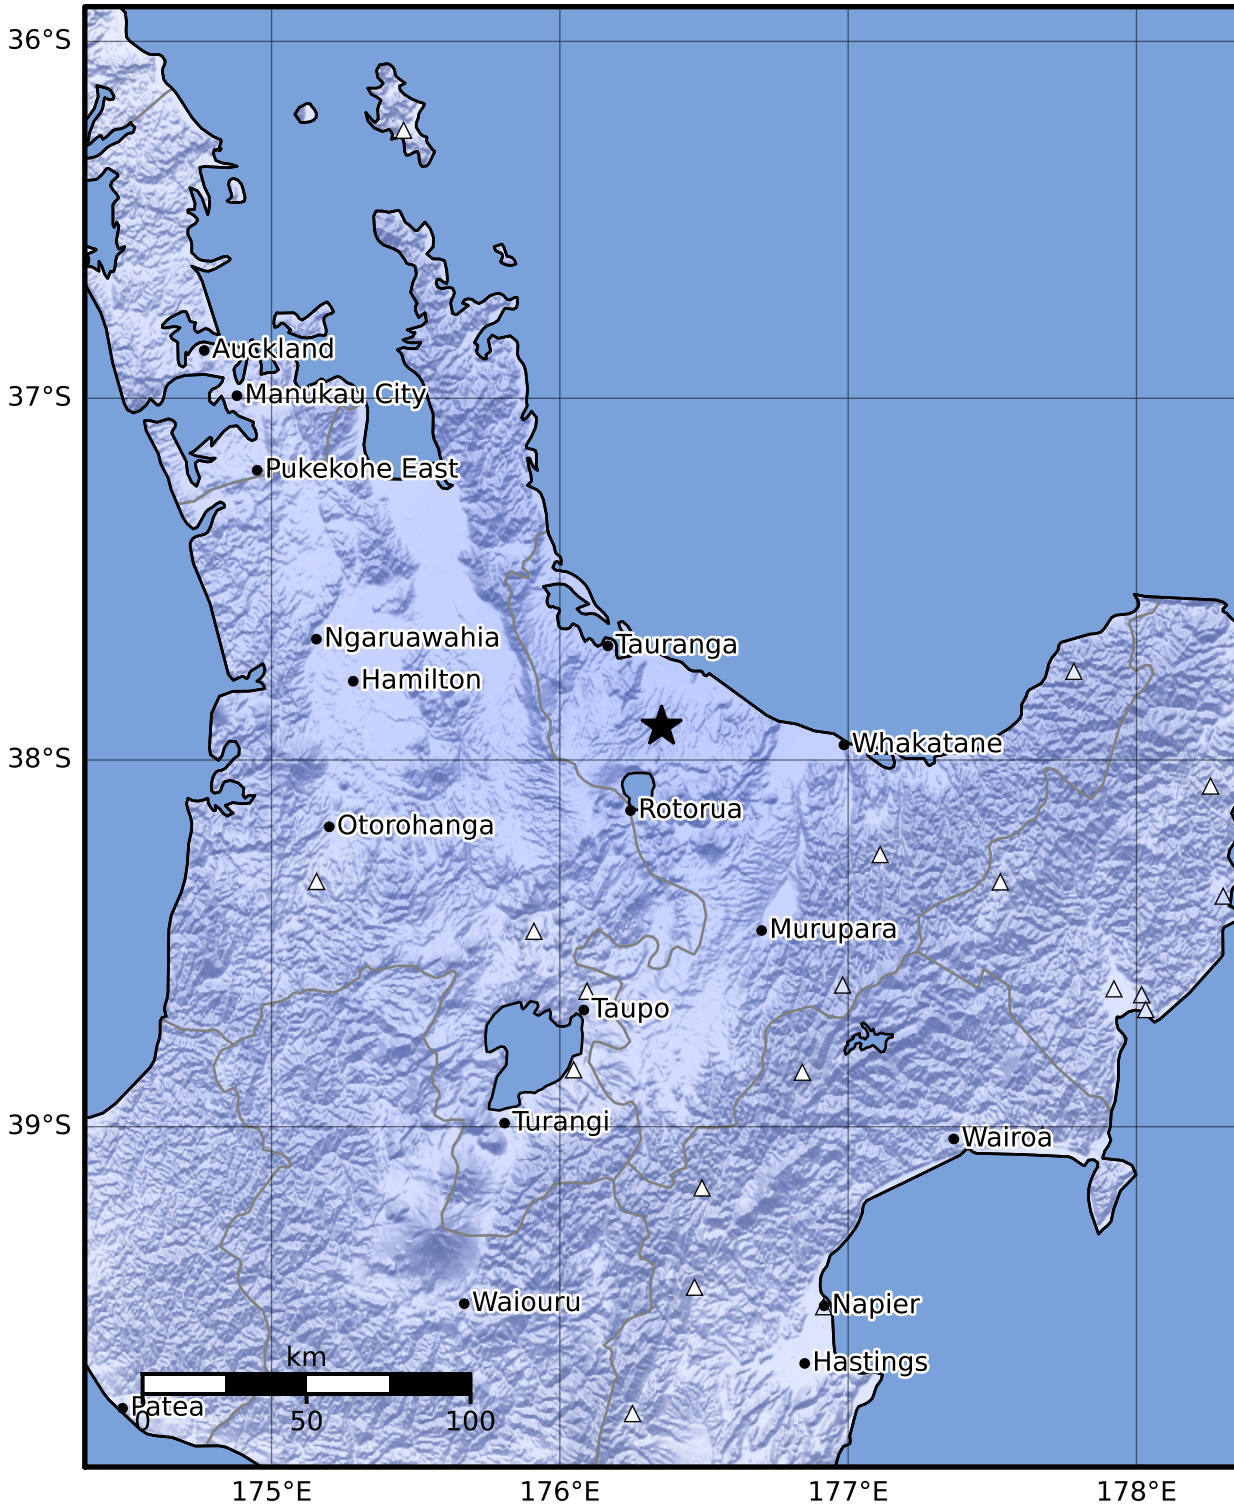 36°S
Auckland
37°S
Manukau City
Pukekohe East
Ngaruawahia
Tauranga
Hamilton
Whakatane
38°S
Rotorua
Otorohanga
Murupara
Taupo
Turangi
39°S
Wairoa
Waiouru
Napier
km
Hastings
Patea
0 50 100
175°E 176°E 177°E 178°E